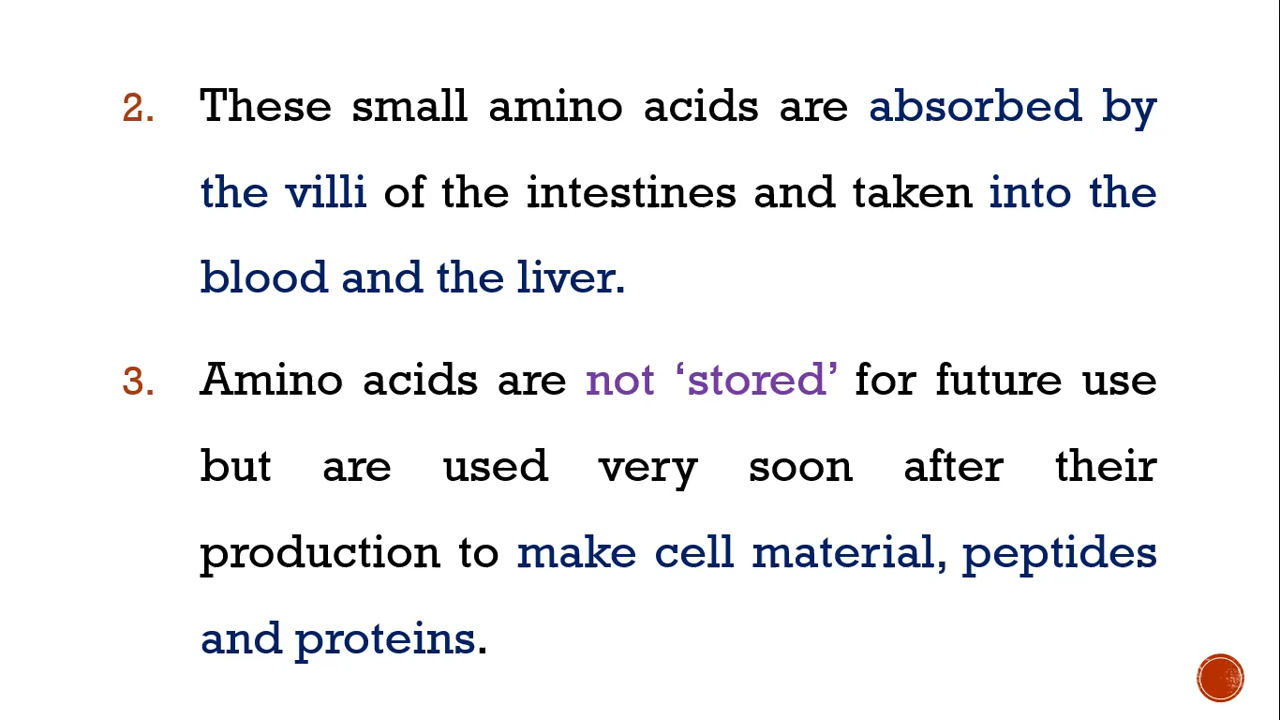 2. These small amino acids are absorbed by
the villi of the intestines and taken into the
blood and the liver.
3. Amino acids are not ‘stored’ for future use
but are used very soon after their
production to make cell material, peptides
and proteins.